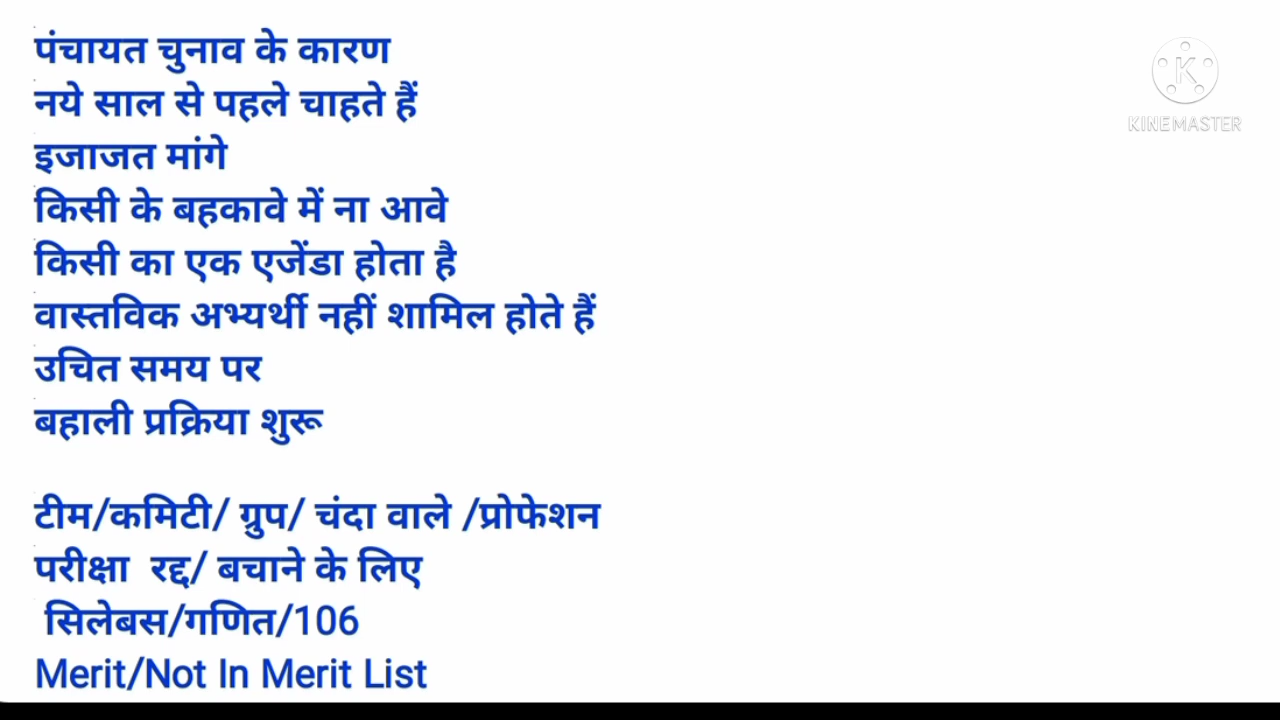 पंचायत चुनाव के कारण
नये साल से पहले चाहते हैं
इजाजत मांगे
किसी के बहकावे में ना आवे
किसी का एक एजेंडा होता है
वास्तविक अभ्यर्थी नहीं शामिल होते हैं
उचित समय पर
बहाली प्रक्रिया शुरू
टीम/कमिटी/ ग्रुप/ चंदा वाले /प्रोफेशन
परीक्षा रद्द/ बचाने के लिए
सिलेबस/गणित/106
Merit/Not In Merit List
K
KINEMASTER